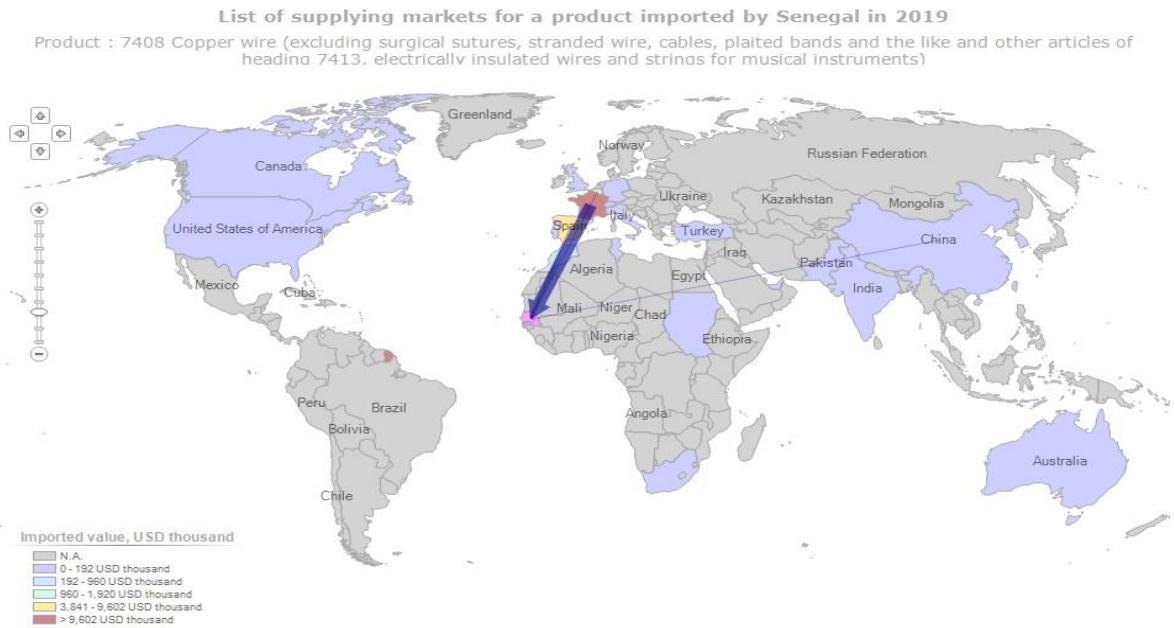 List of supplying markets for a product imported by Senegal in 2019
Product : 7408 Copper wire (excluding surgical sutures, stranded wire, cables, plaited bands and the like and other articles of
heading 7413, electrically insulated wires and strings for musical instruments)
Greenland
Norway
Russian Federation
Canada
Ukraine
Kazakhstan
Mongolia
Italy
Spain
United States of America
Turkey
China
Iraq
Pakistan
Algeria
Egypt
Mexico
India
Cuba
Mali
Niger
Chad
Nigeria
Ethiopia
Peru
Brazil
Angola
Bolivia
Australia
Chile
Imported value, USD thousand
N.A.
0 - 192 USD thousand
192 - 960 USD thousand
960 - 1,920 USD thousand
3,841 - 9,602 USD thousand
> 9,602 USD thousand